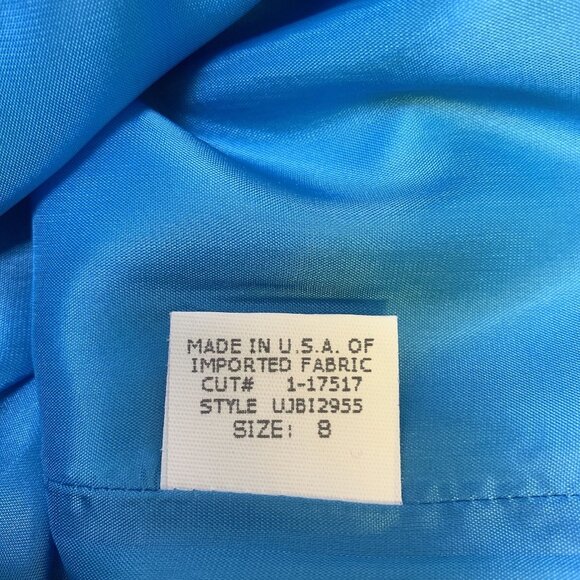 MADE IN U.S.A. OF
IMPORTED FABRIC
CUT# 1-17517
STYLE UJBI2955
SIZE: 8